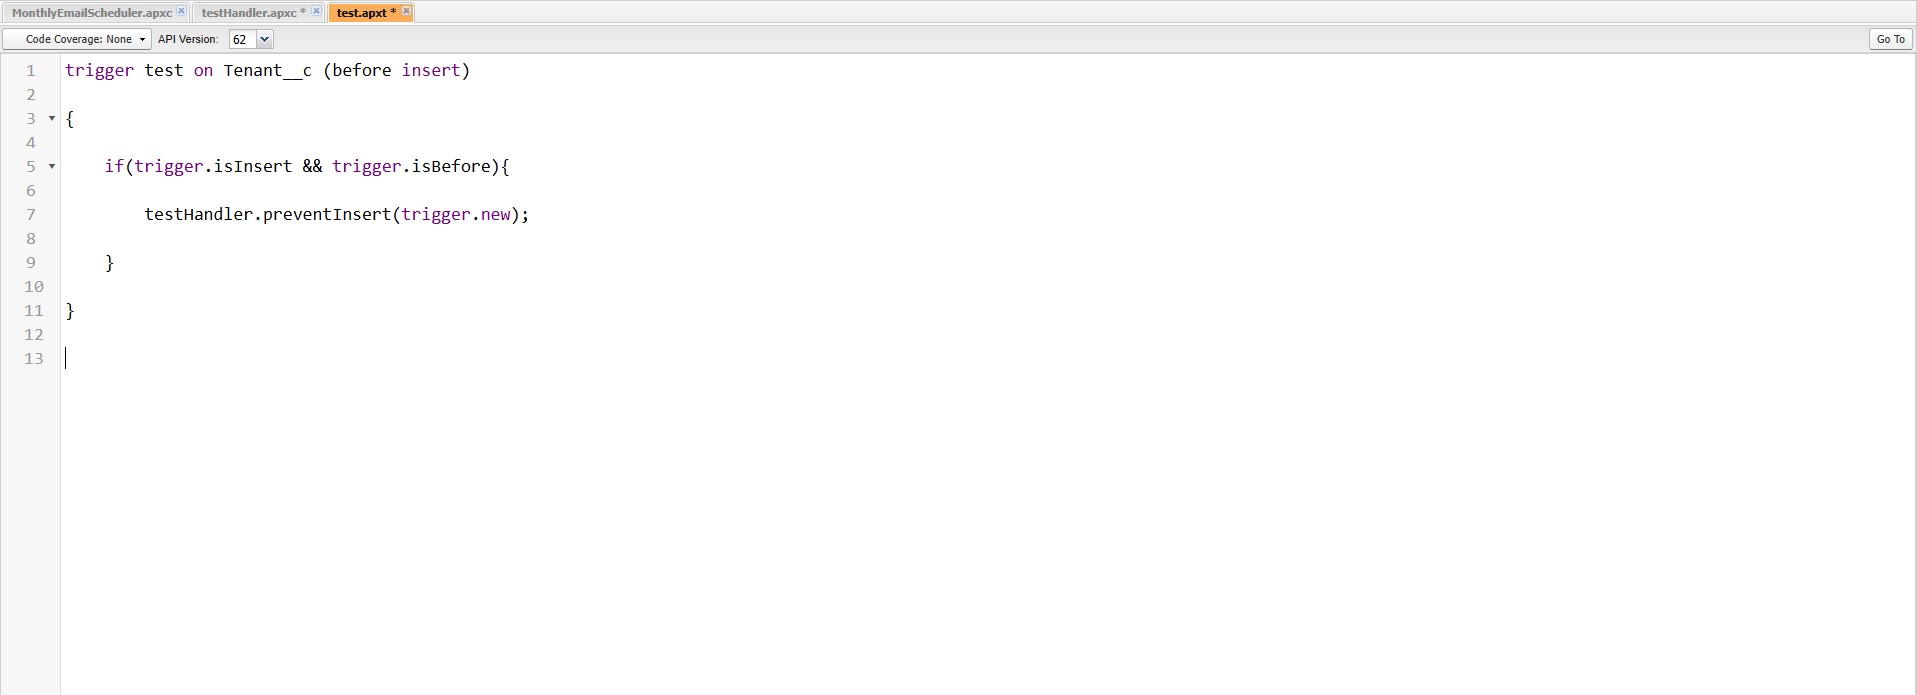 MonthlyEmailScheduler.apxc testHandler.apxc * test.apxt *
Code Coverage: None API Version: 62 Go To
1 trigger test on Tenant__c (before insert)
2
3 {
4
5 if(trigger.isInsert && trigger.isBefore){
6
7 testHandler.preventInsert(trigger.new);
8
9 }
10
11 }
12
13